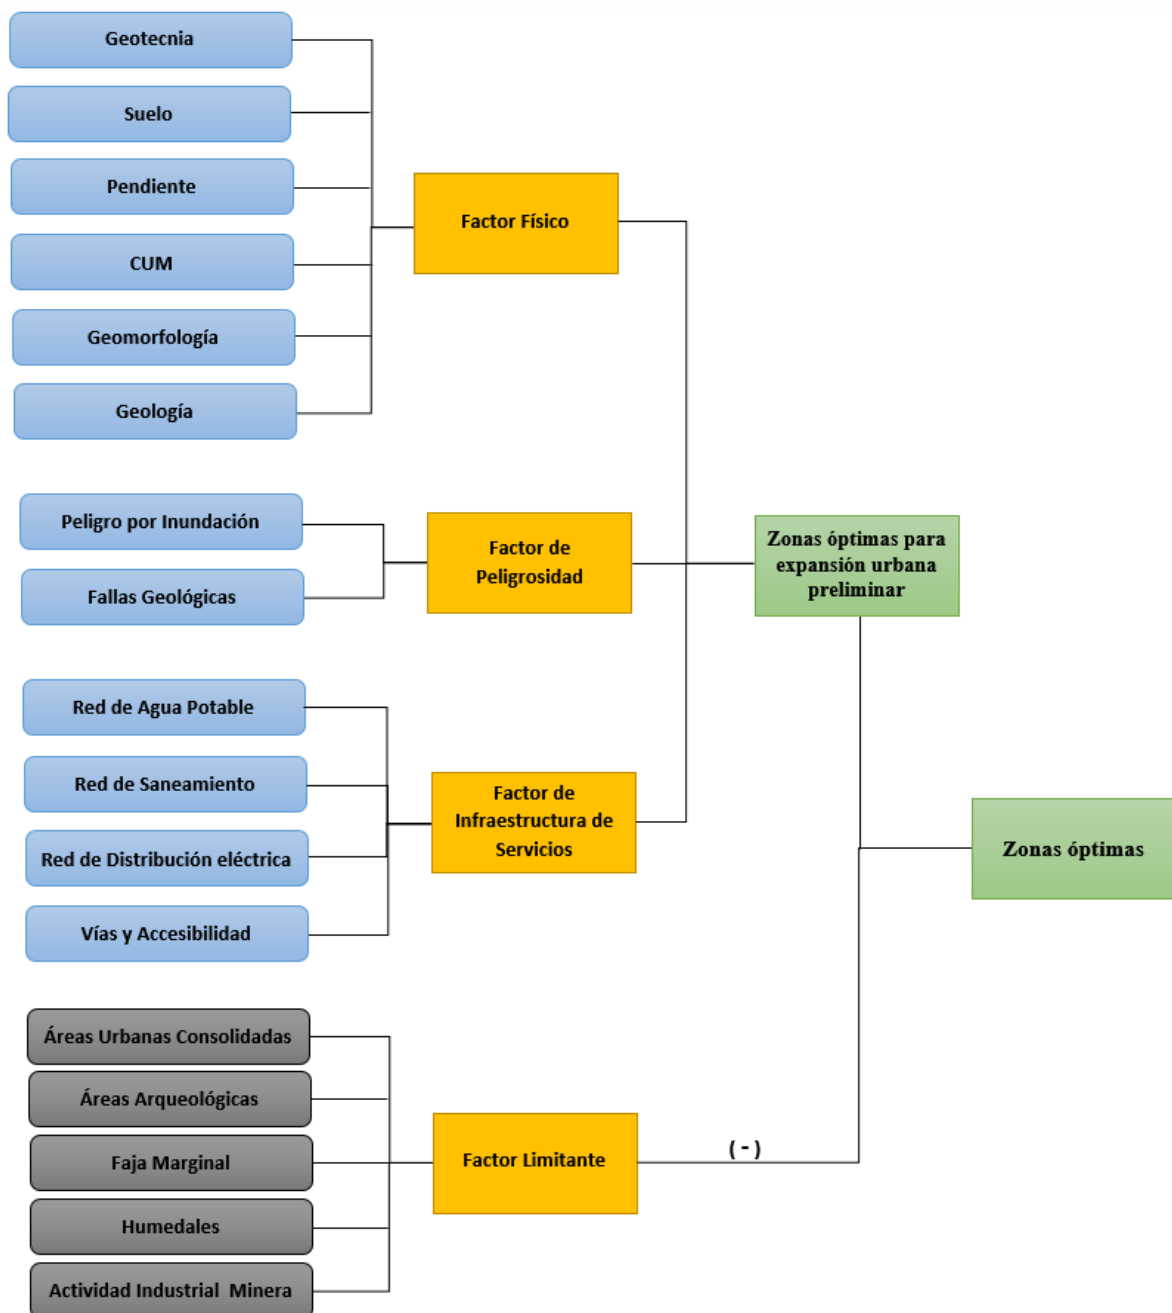 Geotecnia
Suelo
Pendiente
CUM
Geomorfología
Geología
Factor Físico
Peligro por Inundación
Fallas Geológicas
Factor de
Peligrosidad
Zonas óptimas para
expansión urbana
preliminar
Red de Agua Potable
Red de Saneamiento
Red de Distribución eléctrica
Vías y Accesibilidad
Factor de
Infraestructura de
Servicios
Zonas óptimas
Áreas Urbanas Consolidadas
Áreas Arqueológicas
Faja Marginal
Humedales
Actividad Industrial Minera
Factor Limitante
( - )